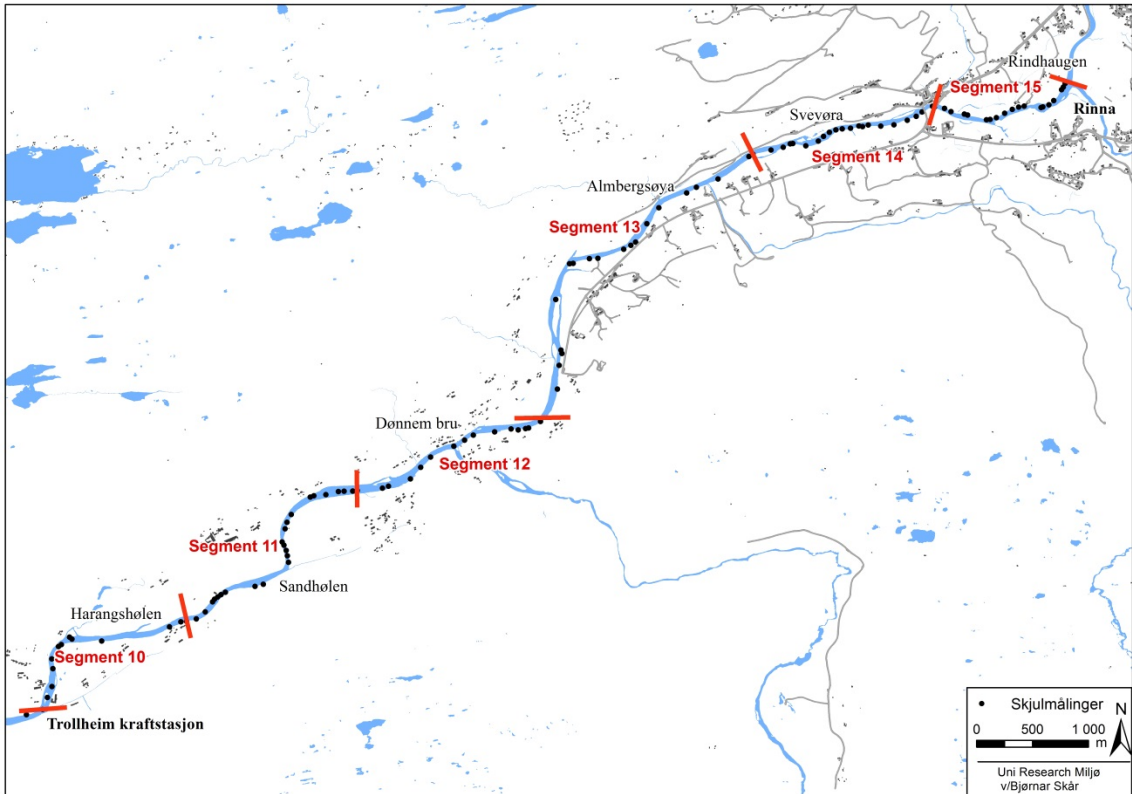 Rindhaugen
Segment 15
Rinna
Svevøra
Segment 14
Almbergsøya
Segment 13
Dønnem bru
Segment 12
Segment 11
Sandhølen
Harangshølen
Segment 10
Trollheim kraftstasjon
Skjulmålinger
N
0 500 1 000
m
Uni Research Miljø
v/Bjørnar Skår